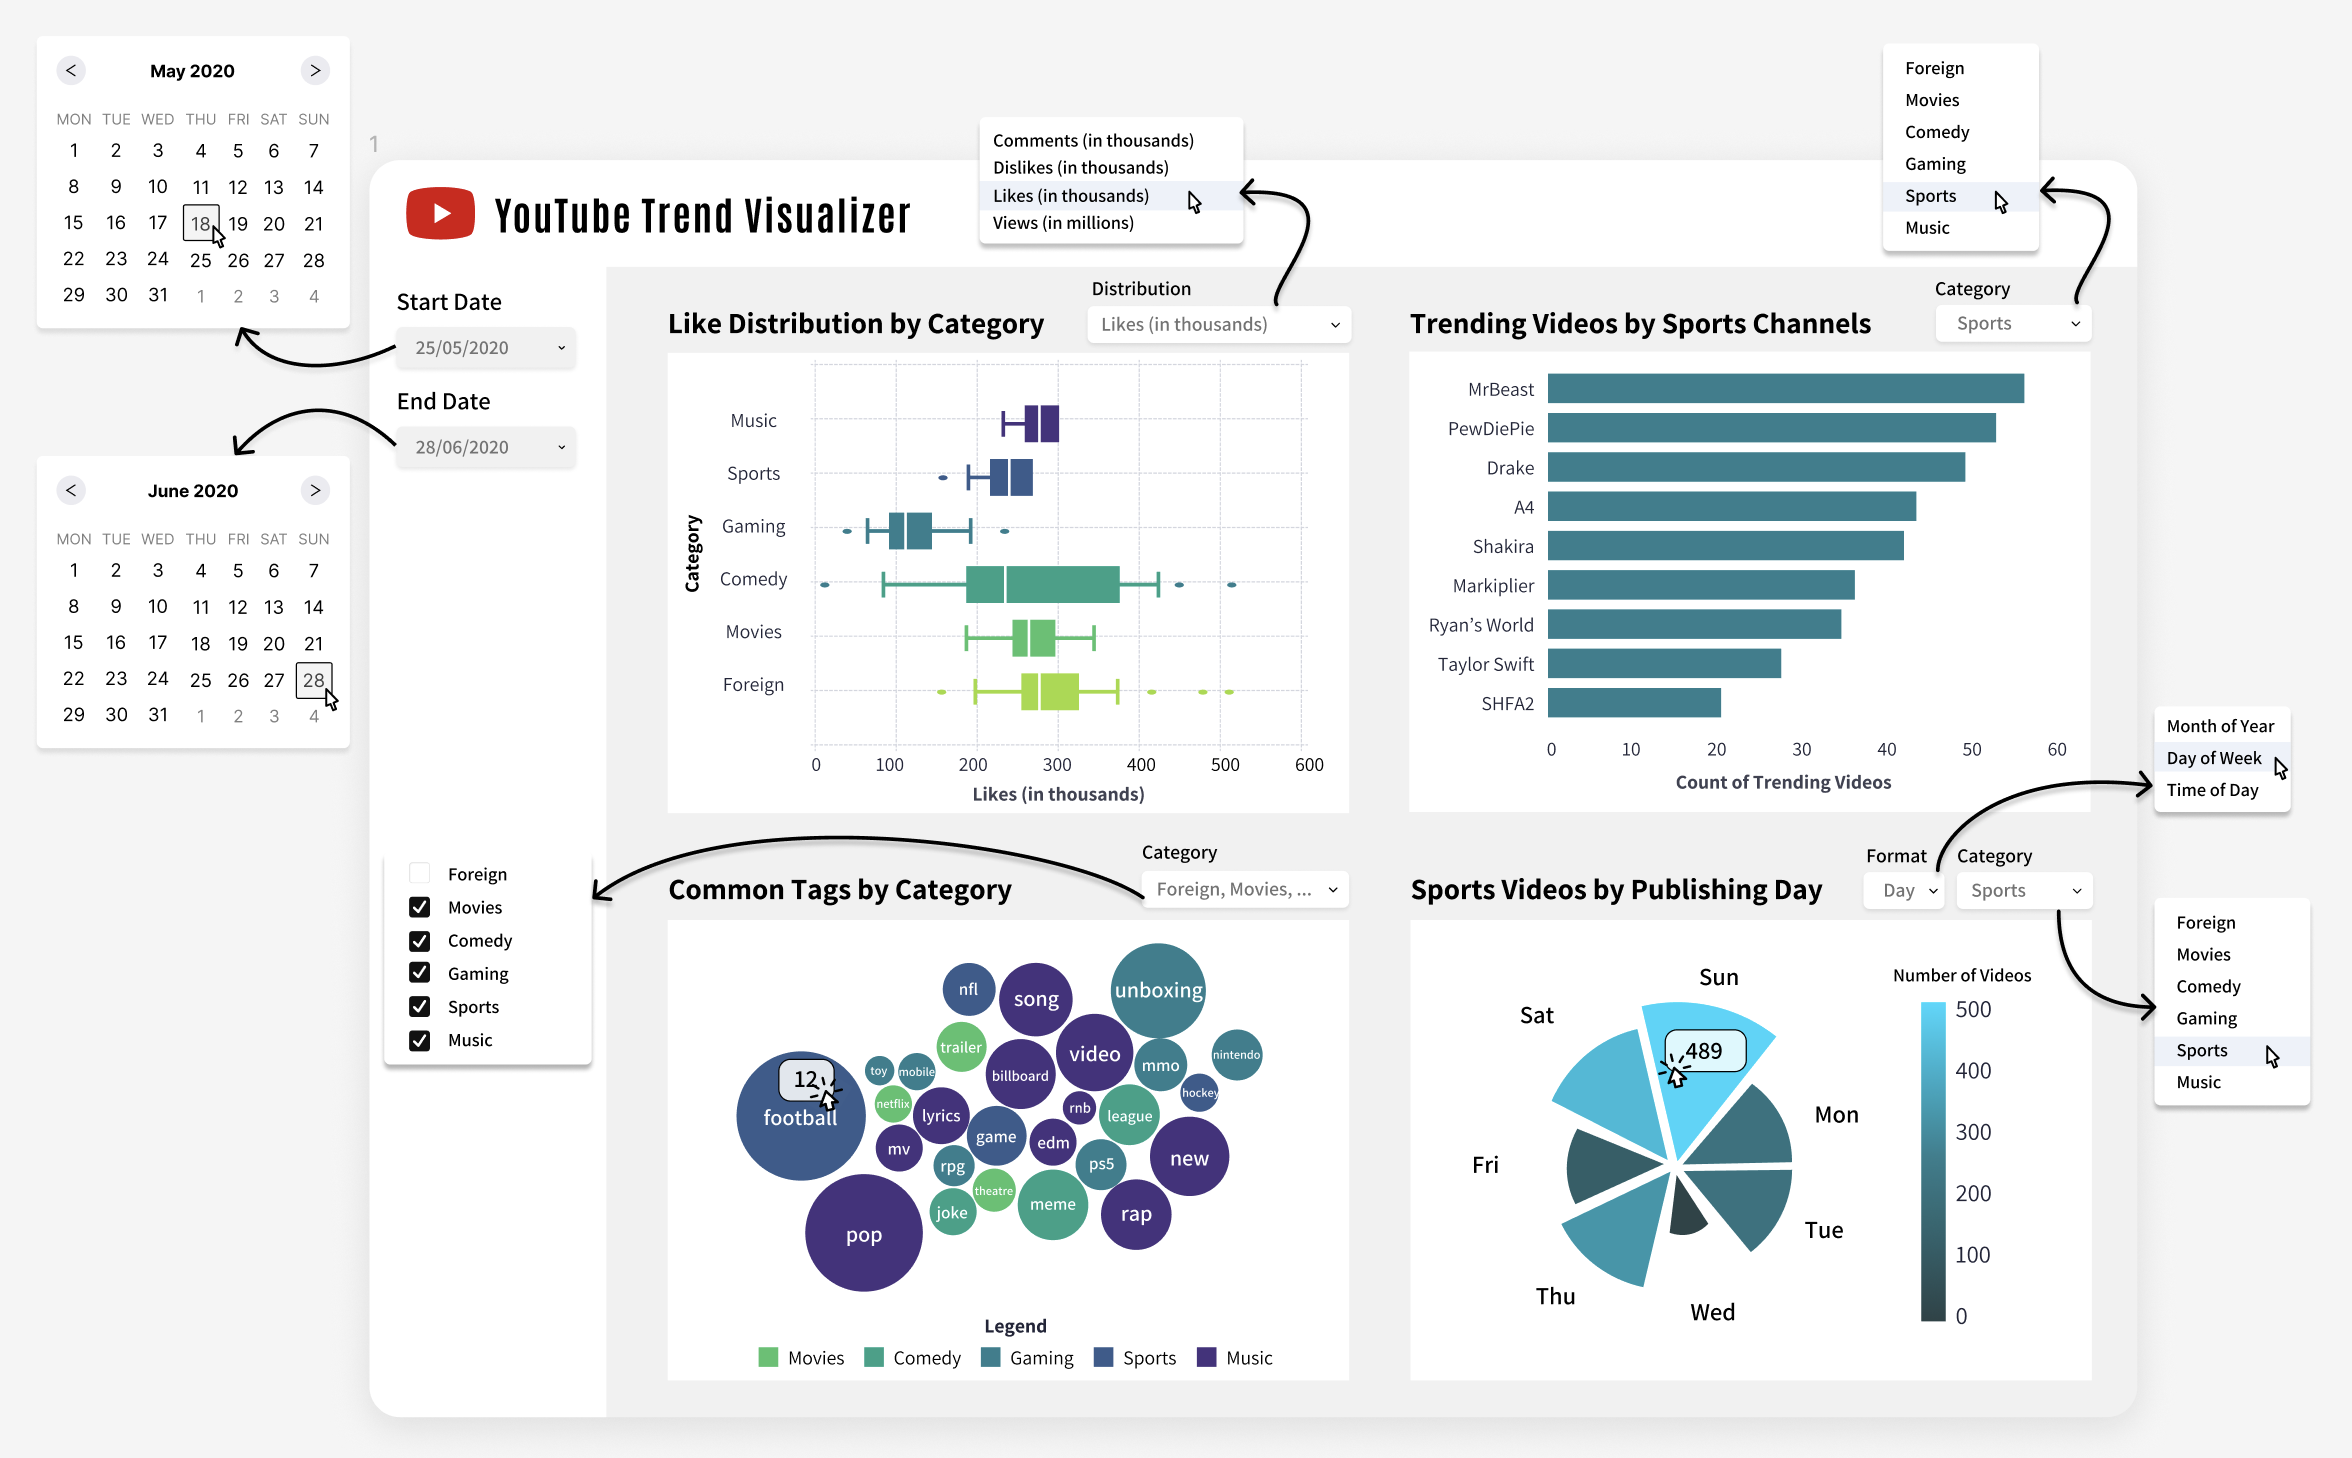 May 2020
MON TUE WED THU FRI SAT SUN
1 2 3 4 5 6 7
8 9 10 11 12 13 14
15 16 17 18 19 20 21
22 23 24 25 26 27 28
29 30 31 1 2 3 4
June 2020
MON TUE WED THU FRI SAT SUN
1 2 3 4 5 6 7
8 9 10 11 12 13 14
15 16 17 18 19 20 21
22 23 24 25 26 27 28
29 30 31 1 2 3 4
1
YouTube Trend Visualizer
Start Date
25/05/2020
End Date
28/06/2020
Foreign
Movies
Comedy
Gaming
Sports
Music
Comments (in thousands)
Dislikes (in thousands)
Likes (in thousands)
Views (in millions)
Distribution
Like Distribution by Category
Likes (in thousands)
Category
Music
Sports
Gaming
Comedy
Movies
Foreign
0 100 200 300 400 500 600
Likes (in thousands)
Foreign
Movies
Comedy
Gaming
Sports
Music
Category
Trending Videos by Sports Channels
Sports
MrBeast
PewDiePie
Drake
A4
Shakira
Markiplier
Ryan's World
Taylor Swift
SHFA2
0 10 20 30 40 50 60
Count of Trending Videos
Category
Common Tags by Category
Foreign, Movies, ...
nfl
song
unboxing
trailer
video
nintendo
toy
mobile
billboard
mmo
12
football
netflix
lyrics
rnb
league
hockey
mv
game
edm
new
rpg
ps5
theatre
joke
meme
rap
pop
Legend
Movies Comedy Gaming Sports Music
Month of Year
Day of Week
Time of Day
Format
Category
Sports Videos by Publishing Day
Day
Sports
Sun
Mon
Tue
Wed
Thu
Fri
Sat
489
Number of Videos
500
400
300
200
100
0
Foreign
Movies
Comedy
Gaming
Sports
Music